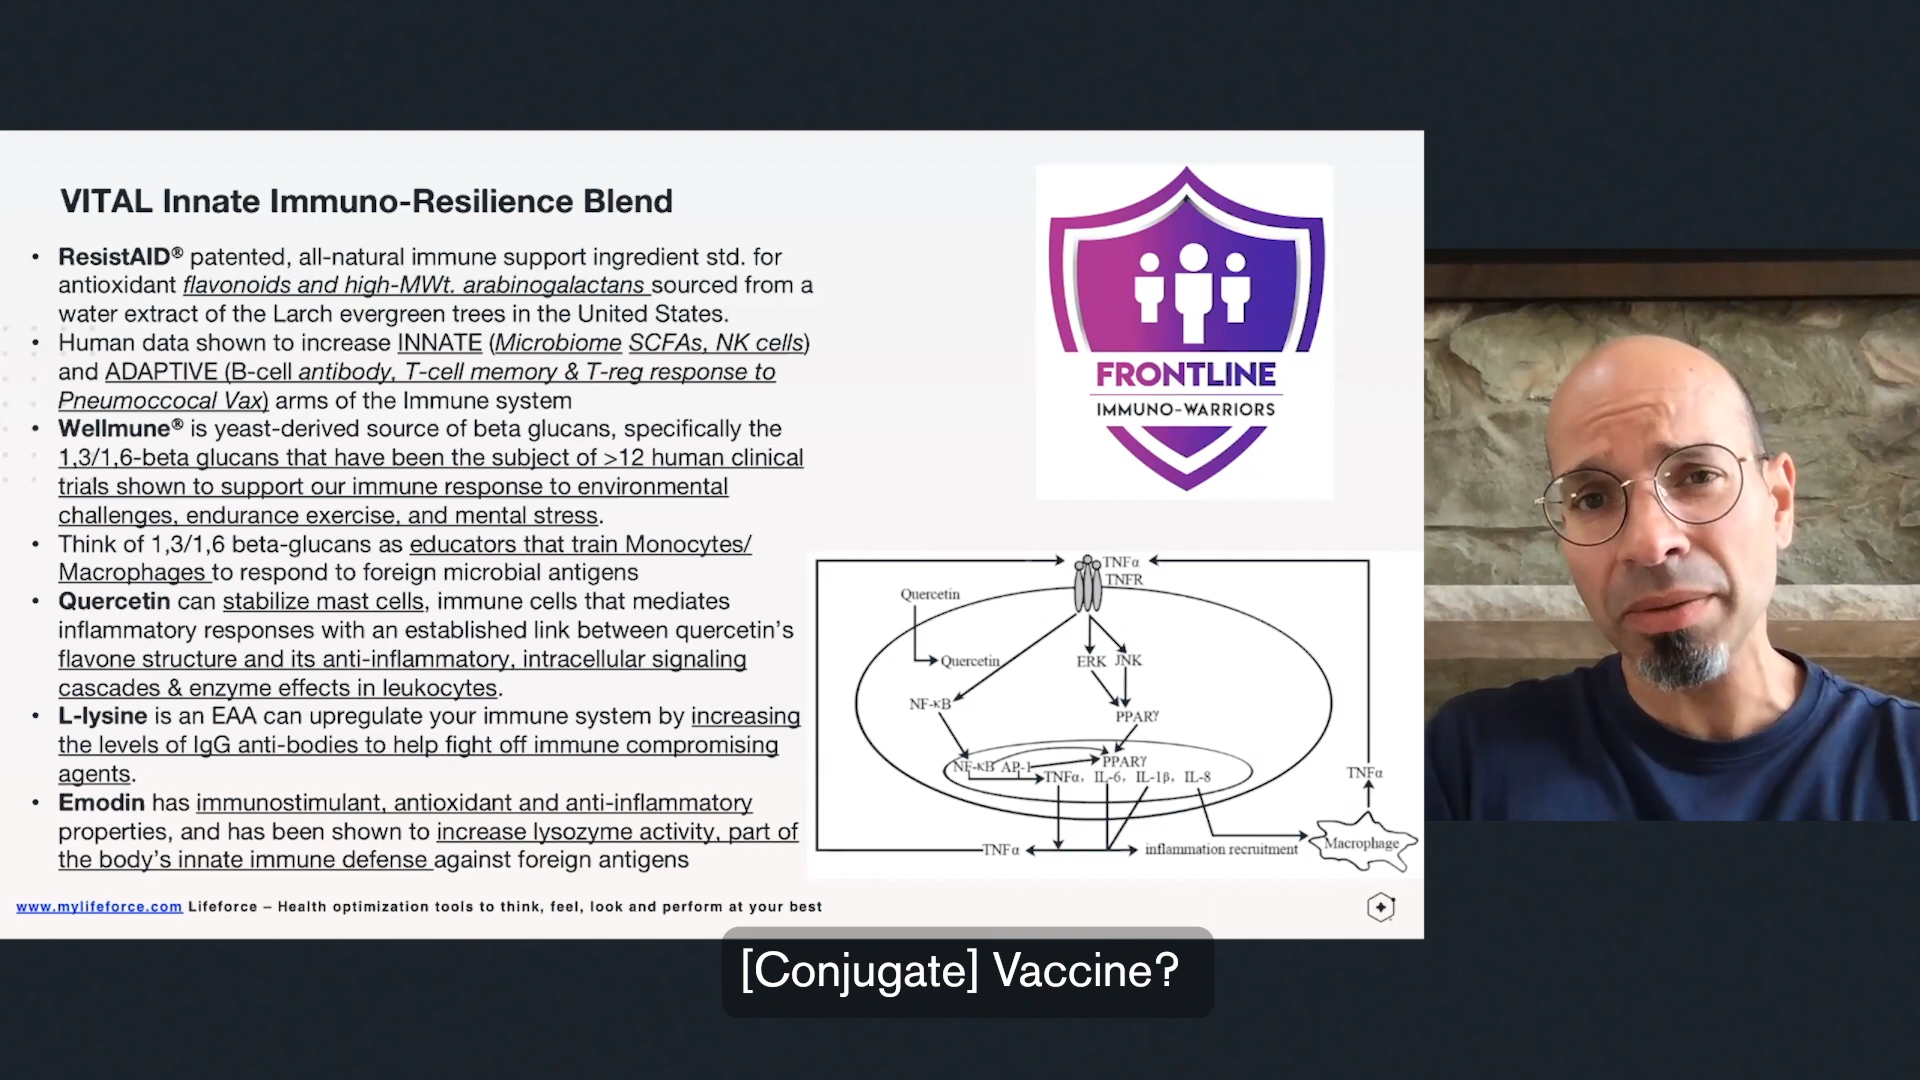 VITAL Innate Immuno-Resilience Blend
• ResistAID® patented, all-natural immune support ingredient std. for
antioxidant flavonoids and high-MWt. arabinogalactans sourced from a
water extract of the Larch evergreen trees in the United States.
• Human data shown to increase INNATE (Microbiome SCFAs, NK cells)
and ADAPTIVE (B-cell antibody, T-cell memory & T-reg response to
Pneumoccocal Vax) arms of the Immune system
• Wellmune® is yeast-derived source of beta glucans, specifically the
1,3/1,6-beta glucans that have been the subject of >12 human clinical
trials shown to support our immune response to environmental
challenges, endurance exercise, and mental stress.
• Think of 1,3/1,6 beta-glucans as educators that train Monocytes/
Macrophages to respond to foreign microbial antigens
• Quercetin can stabilize mast cells, immune cells that mediates
inflammatory responses with an established link between quercetin's
flavone structure and its anti-inflammatory, intracellular signaling
cascades & enzyme effects in leukocytes.
• L-lysine is an EAA can upregulate your immune system by increasing
the levels of IgG anti-bodies to help fight off immune compromising
agents.
• Emodin has immunostimulant, antioxidant and anti-inflammatory
properties, and has been shown to increase lysozyme activity, part of
the body's innate immune defense against foreign antigens
FRONTLINE
IMMUNO-WARRIORS
TNFα
TNFR
Quercetin
Quercetin
ERK JNK
NF-κB
PPARγ
NF-κB AP-1
PPARγ
TNFα, IL-6, IL-1β, IL-8
TNFα
TNFα
inflammation recruitment
Macrophage
www.mylifeforce.com Lifeforce – Health optimization tools to think, feel, look and perform at your best
[Conjugate] Vaccine?